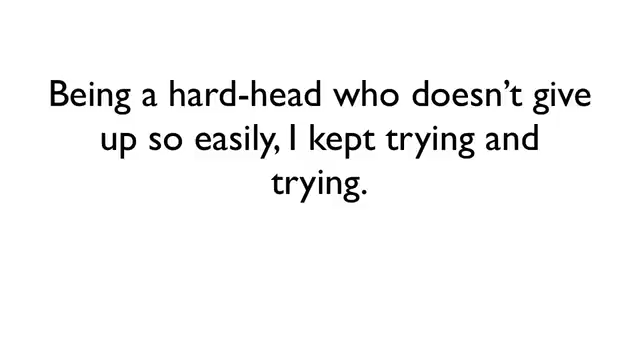 Being a hard-head who doesn’t give
up so easily, I kept trying and
trying.